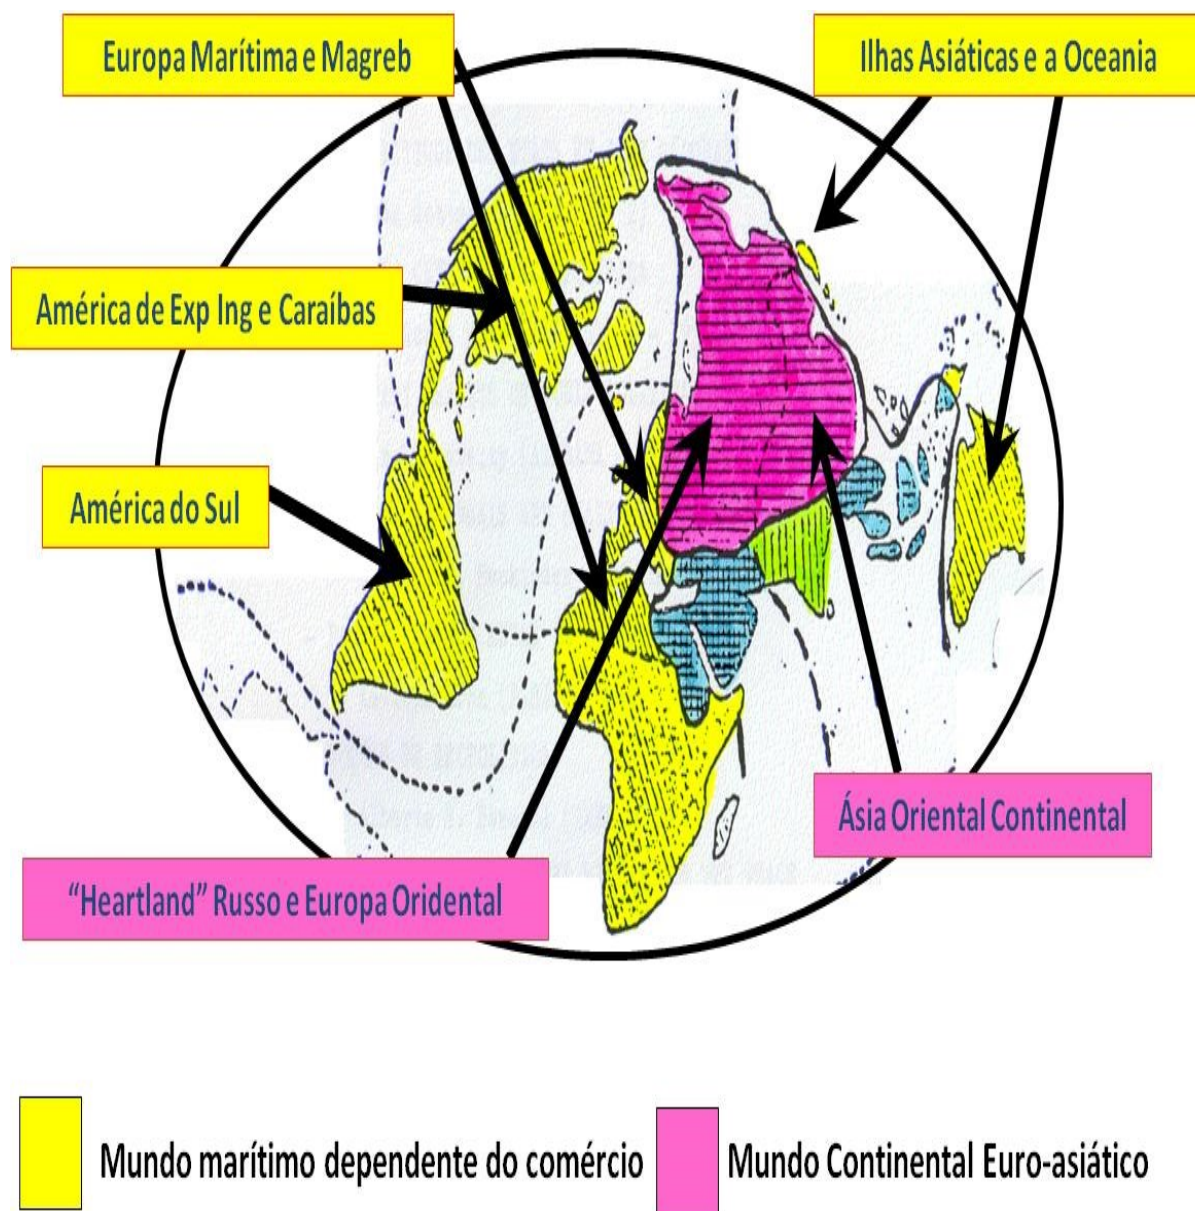 Europa Marítima e Magreb
Ilhas Asiáticas e a Oceania
América de Exp Ing e Caraíbas
América do Sul
Ásia Oriental Continental
“Heartland” Russo e Europa Oridental
Mundo marítimo dependente do comércio
Mundo Continental Euro-asiático